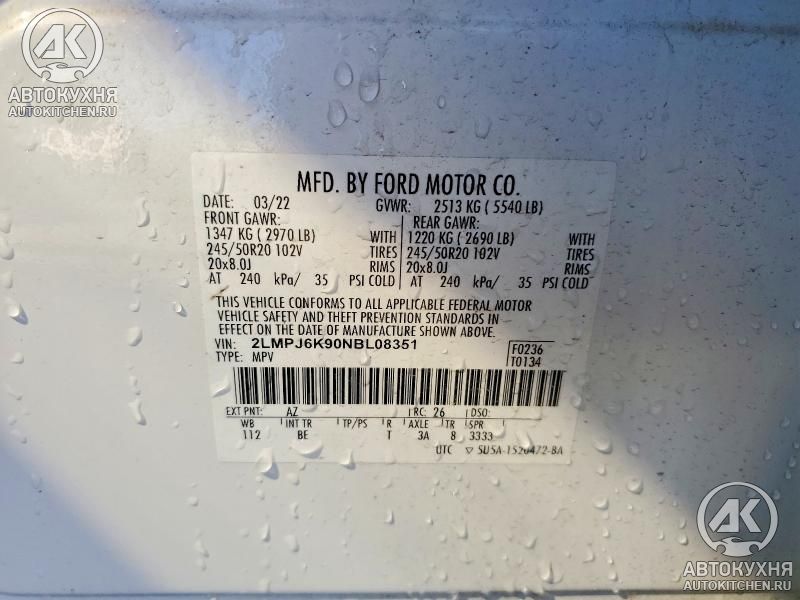 АК
АВТОКУХНЯ
AUTOKITCHEN.RU
MFD. BY FORD MOTOR CO.
DATE: 03/22 GVWR: 2513 KG ( 5540 LB)
FRONT GAWR: REAR GAWR:
1347 KG ( 2970 LB) WITH 1220 KG ( 2690 LB) WITH
245/50R20 102V TIRES 245/50R20 102V TIRES
20x8.0J RIMS 20x8.0J RIMS
AT 240 kPa/ 35 PSI COLD AT 240 kPa/ 35 PSI COLD
THIS VEHICLE CONFORMS TO ALL APPLICABLE FEDERAL MOTOR
VEHICLE SAFETY AND THEFT PREVENTION STANDARDS IN
EFFECT ON THE DATE OF MANUFACTURE SHOWN ABOVE.
VIN: 2LMPJ6K90NBL08351 F0236
TYPE: MPV T0134
EXT PNT: AZ RC: 26 DSO:
WB INT TR TP/PS R AXLE TR SPR
112 BE T 3A 8 3333
UTC ▽ 5U5A-1520472-BA
АК
АВТОКУХНЯ
AUTOKITCHEN.RU